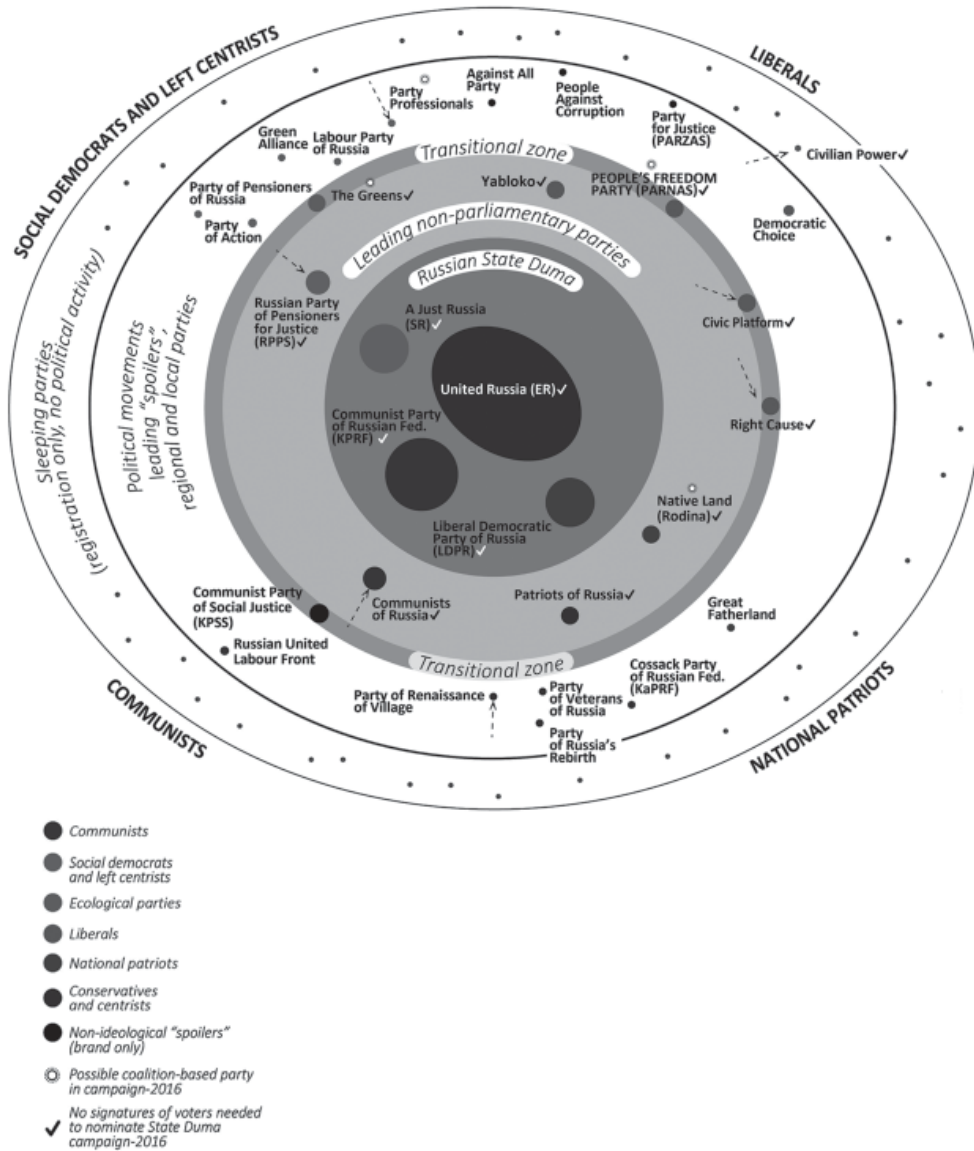 SOCIAL DEMOCRATS AND LEFT CENTRISTS
LIBERALS
Against All
Party
Party
Professionals
People
Against
Corruption
Party
for Justice
(PARZAS)
Civilian Power✓
Green
Alliance
Labour Party
of Russia
Transitional zone
Yabloko✓
PEOPLE'S FREEDOM
PARTY (PARNAS)✓
Party of Pensioners
of Russia
The Greens✓
Party
of Action
Democratic
Choice
Leading non-parliamentary parties
Russian State Duma
Sleeping parties
(registration only, no political activity)
Political movements
leading "spoilers",
regional and local parties
Russian Party
of Pensioners
for Justice
(RPPS)✓
A Just Russia
(SR)✓
Civic Platform✓
United Russia (ER)✓
Communist Party
of Russian Fed.
(KPRF) ✓
Right Cause✓
Native Land
(Rodina)✓
Liberal Democratic
Party of Russia
(LDPR)✓
Communist Party
of Social Justice
(KPSS)
Communists
of Russia✓
Patriots of Russia✓
Great
Fatherland
Russian United
Labour Front
Transitional zone
Party of Renaissance
of Village
Party
of Veterans
of Russia
Cossack Party
of Russian Fed.
(KaPRF)
Party
of Russia's
Rebirth
COMMUNISTS
NATIONAL PATRIOTS
Communists
Social democrats
and left centrists
Ecological parties
Liberals
National patriots
Conservatives
and centrists
Non-ideological "spoilers"
(brand only)
Possible coalition-based party
in campaign-2016
✓ No signatures of voters needed
to nominate State Duma
campaign-2016